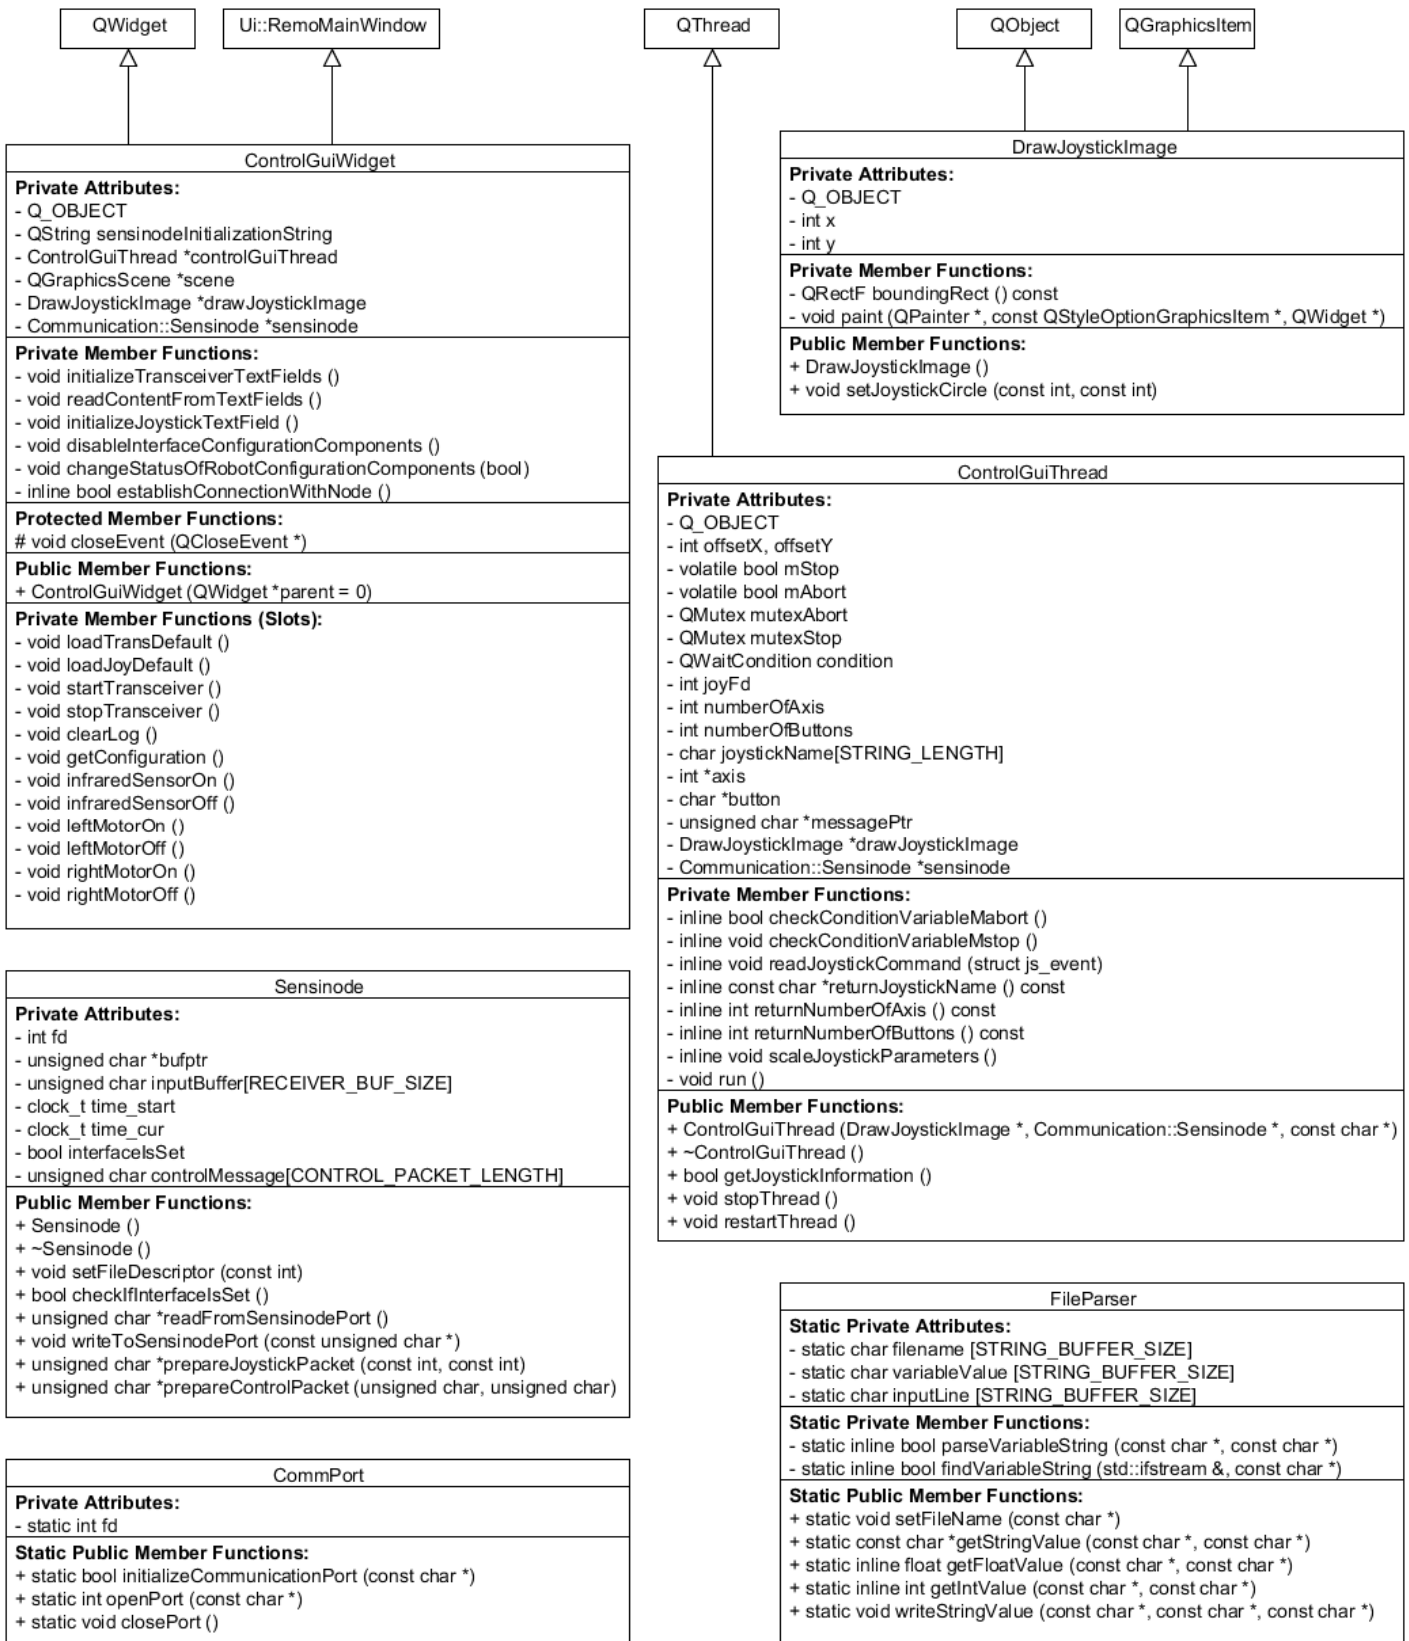 QWidget
Ui::RemoMainWindow
QThread
QObject
QGraphicsItem
ControlGuiWidget
Private Attributes:
- Q_OBJECT
- QString sensinodeInitializationString
- ControlGuiThread *controlGuiThread
- QGraphicsScene *scene
- DrawJoystickImage *drawJoystickImage
- Communication::Sensinode *sensinode
Private Member Functions:
- void initializeTransceiverTextFields ()
- void readContentFromTextFields ()
- void initializeJoystickTextField ()
- void disableInterfaceConfigurationComponents ()
- void changeStatusOfRobotConfigurationComponents (bool)
- inline bool establishConnectionWithNode ()
Protected Member Functions:
# void closeEvent (QCloseEvent *)
Public Member Functions:
+ ControlGuiWidget (QWidget *parent = 0)
Private Member Functions (Slots):
- void loadTransDefault ()
- void loadJoyDefault ()
- void startTransceiver ()
- void stopTransceiver ()
- void clearLog ()
- void getConfiguration ()
- void infraredSensorOn ()
- void infraredSensorOff ()
- void leftMotorOn ()
- void leftMotorOff ()
- void rightMotorOn ()
- void rightMotorOff ()
DrawJoystickImage
Private Attributes:
- Q_OBJECT
- int x
- int y
Private Member Functions:
- QRectF boundingRect () const
- void paint (QPainter *, const QStyleOptionGraphicsItem *, QWidget *)
Public Member Functions:
+ DrawJoystickImage ()
+ void setJoystickCircle (const int, const int)
ControlGuiThread
Private Attributes:
- Q_OBJECT
- int offsetX, offsetY
- volatile bool mStop
- volatile bool mAbort
- QMutex mutexAbort
- QMutex mutexStop
- QWaitCondition condition
- int joyFd
- int numberOfAxis
- int numberOfButtons
- char joystickName[STRING_LENGTH]
- int *axis
- char *button
- unsigned char *messagePtr
- DrawJoystickImage *drawJoystickImage
- Communication::Sensinode *sensinode
Private Member Functions:
- inline bool checkConditionVariableMabort ()
- inline void checkConditionVariableMstop ()
- inline void readJoystickCommand (struct js_event)
- inline const char *returnJoystickName () const
- inline int returnNumberOfAxis () const
- inline int returnNumberOfButtons () const
- inline void scaleJoystickParameters ()
- void run ()
Public Member Functions:
+ ControlGuiThread (DrawJoystickImage *, Communication::Sensinode *, const char *)
+ ~ControlGuiThread ()
+ bool getJoystickInformation ()
+ void stopThread ()
+ void restartThread ()
Sensinode
Private Attributes:
- int fd
- unsigned char *bufptr
- unsigned char inputBuffer[RECEIVER_BUF_SIZE]
- clock_t time_start
- clock_t time_cur
- bool interfaceIsSet
- unsigned char controlMessage[CONTROL_PACKET_LENGTH]
Public Member Functions:
+ Sensinode ()
+ ~Sensinode ()
+ void setFileDescriptor (const int)
+ bool checkIfInterfaceIsSet ()
+ unsigned char *readFromSensinodePort ()
+ void writeToSensinodePort (const unsigned char *)
+ unsigned char *prepareJoystickPacket (const int, const int)
+ unsigned char *prepareControlPacket (unsigned char, unsigned char)
FileParser
Static Private Attributes:
- static char filename [STRING_BUFFER_SIZE]
- static char variableValue [STRING_BUFFER_SIZE]
- static char inputLine [STRING_BUFFER_SIZE]
Static Private Member Functions:
- static inline bool parseVariableString (const char *, const char *)
- static inline bool findVariableString (std::ifstream &, const char *)
Static Public Member Functions:
+ static void setFileName (const char *)
+ static const char *getStringValue (const char *, const char *)
+ static inline float getFloatValue (const char *, const char *)
+ static inline int getIntValue (const char *, const char *)
+ static void writeStringValue (const char *, const char *, const char *)
CommPort
Private Attributes:
- static int fd
Static Public Member Functions:
+ static bool initializeCommunicationPort (const char *)
+ static int openPort (const char *)
+ static void closePort ()